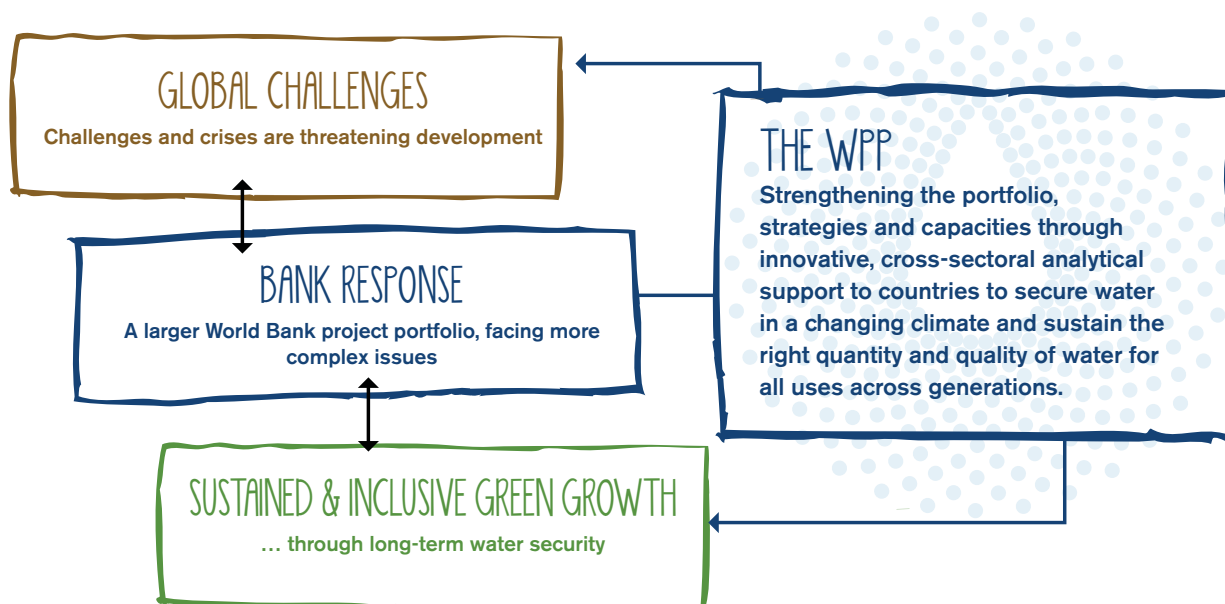 GLOBAL CHALLENGES
Challenges and crises are threatening development
BANK RESPONSE
A larger World Bank project portfolio, facing more
complex issues
SUSTAINED & INCLUSIVE GREEN GROWTH
... through long-term water security
THE WPP
Strengthening the portfolio,
strategies and capacities through
innovative, cross-sectoral analytical
support to countries to secure water
in a changing climate and sustain the
right quantity and quality of water for
all uses across generations.